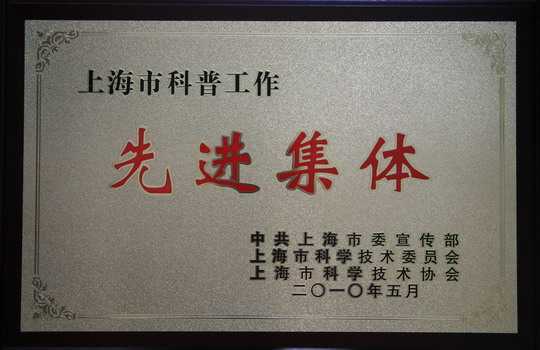 上海市科普工作
先进集体
中共上海市委宣传部
上海市科学技术委员会
上海市科学技术协会
二〇一〇年五月